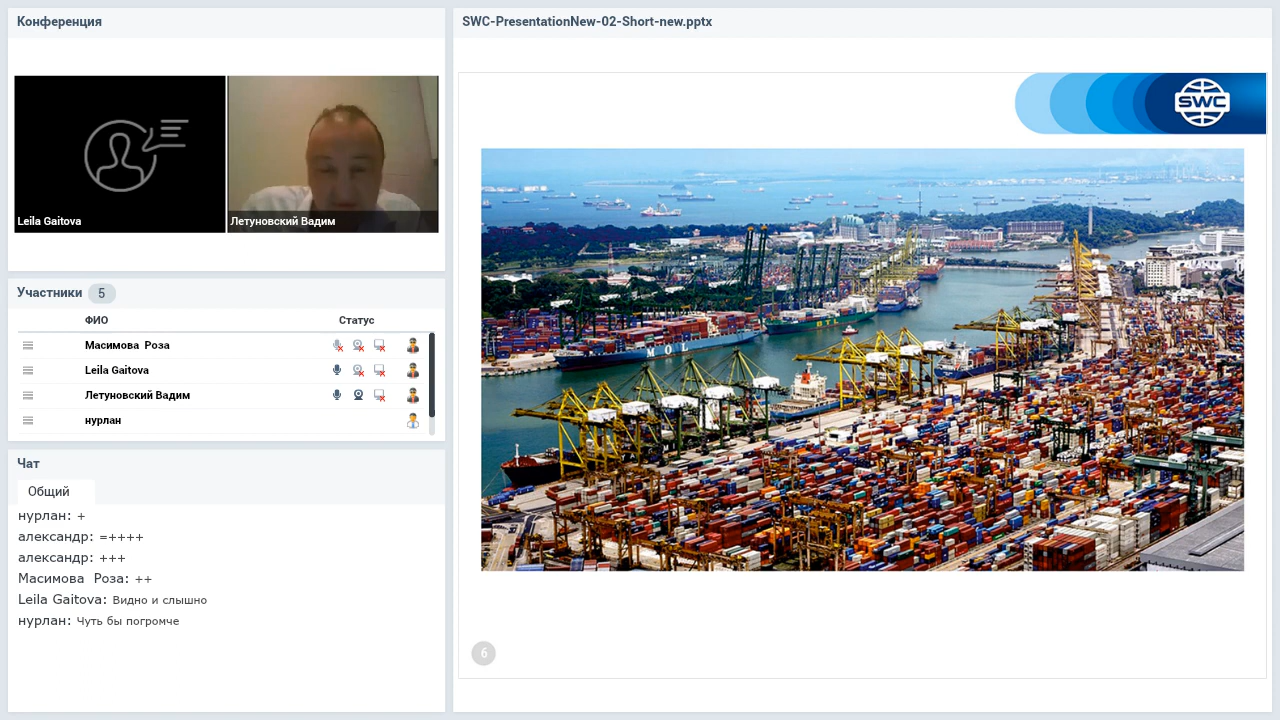 Конференция
Leila Gaitova
Летуновский Вадим
Участники 5
ФИО Статус
Масимова Роза
Leila Gaitova
Летуновский Вадим
нурлан
Чат
Общий
нурлан: +
александр: =++++
александр: +++
Масимова Роза: ++
Leila Gaitova: Видно и слышно
нурлан: Чуть бы погромче
SWC-PresentationNew-02-Short-new.pptx
SWC
M O L
6